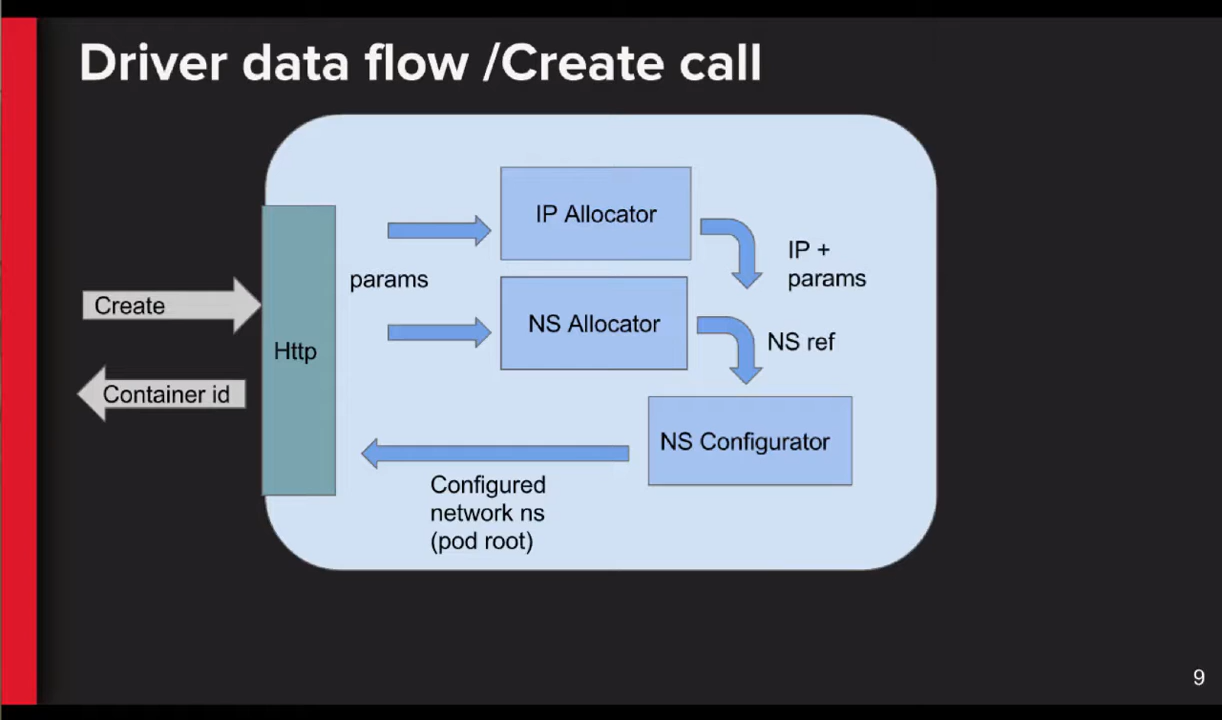 Driver data flow /Create call
IP Allocator
IP +
params
params
Create
NS Allocator
NS ref
Http
Container id
NS Configurator
Configured
network ns
(pod root)
9